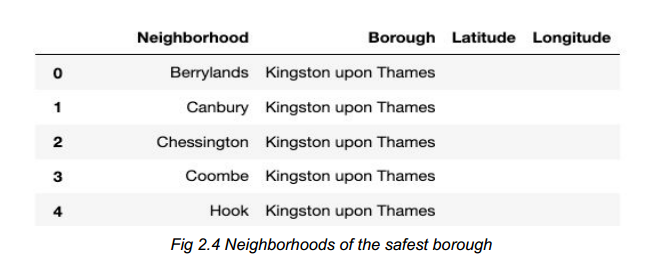 Neighborhood Borough Latitude Longitude
0 Berrylands Kingston upon Thames
1 Canbury Kingston upon Thames
2 Chessington Kingston upon Thames
3 Coombe Kingston upon Thames
4 Hook Kingston upon Thames
Fig 2.4 Neighborhoods of the safest borough